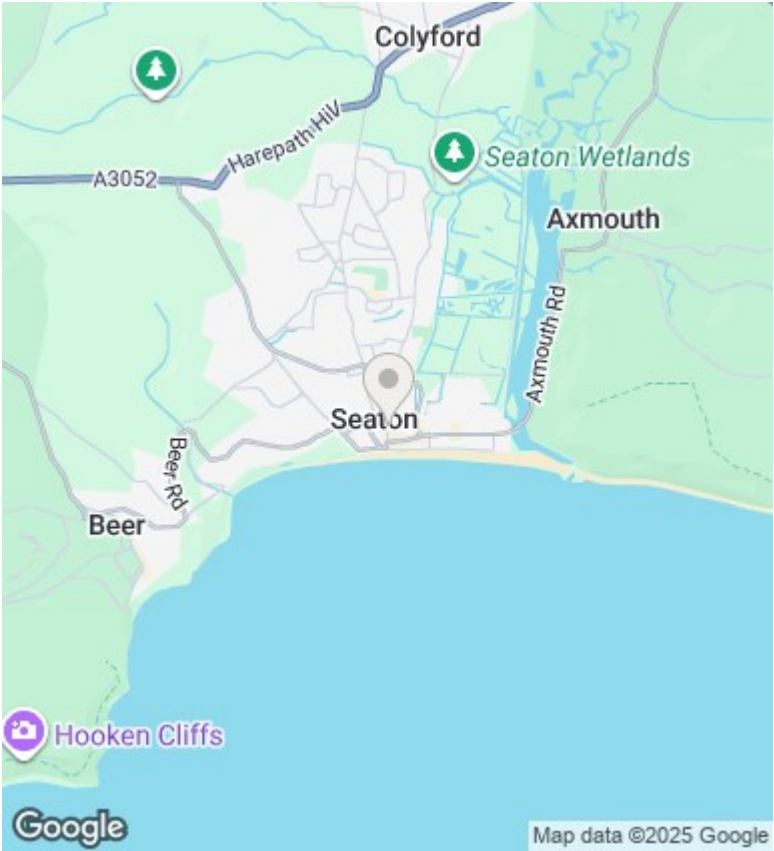 Colyford
Harepath Hill
Seaton Wetlands
A3052
Axmouth
Axmouth Rd
Seaton
Beer Rd
Beer
Hooken Cliffs
Google
Map data ©2025 Google